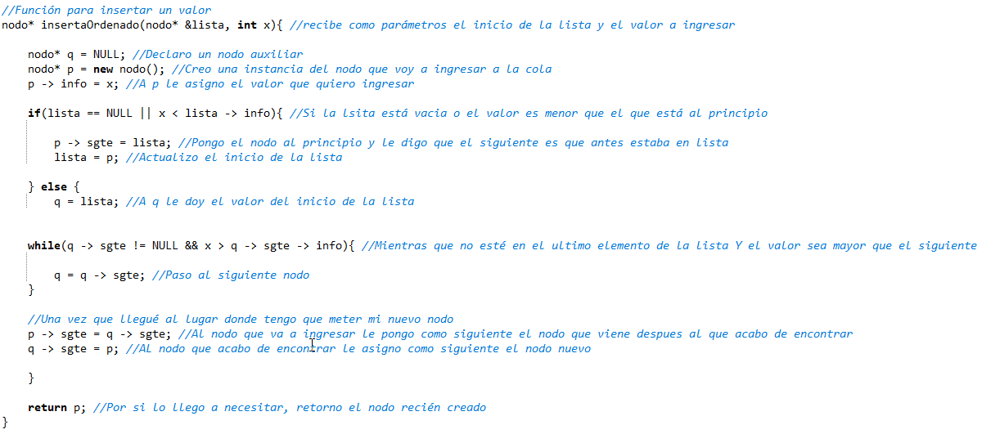 //Función para insertar un valor
nodo* insertaOrdenado(nodo* &lista, int x){ //recibe como parámetros el inicio de la lista y el valor a ingresar
nodo* q = NULL; //Declaro un nodo auxiliar
nodo* p = new nodo(); //Creo una instancia del nodo que voy a ingresar a la cola
p -> info = x; //A p le asigno el valor que quiero ingresar
if(lista == NULL || x < lista -> info){ //Si la lsita está vacia o el valor es menor que el que está al principio
p -> sgte = lista; //Pongo el nodo al principio y le digo que el siguiente es que antes estaba en lista
lista = p; //Actualizo el inicio de la lista
} else {
q = lista; //A q le doy el valor del inicio de la lista
while(q -> sgte != NULL && x > q -> sgte -> info){ //Mientras que no esté en el ultimo elemento de la lista Y el valor sea mayor que el siguiente
q = q -> sgte; //Paso al siguiente nodo
}
//Una vez que llegué al lugar donde tengo que meter mi nuevo nodo
p -> sgte = q -> sgte; //Al nodo que va a ingresar le pongo como siguiente el nodo que viene despues al que acabo de encontrar
q -> sgte = p; //AL nodo que acabo de encontrar le asigno como siguiente el nodo nuevo
}
return p; //Por si lo llego a necesitar, retorno el nodo recién creado
}